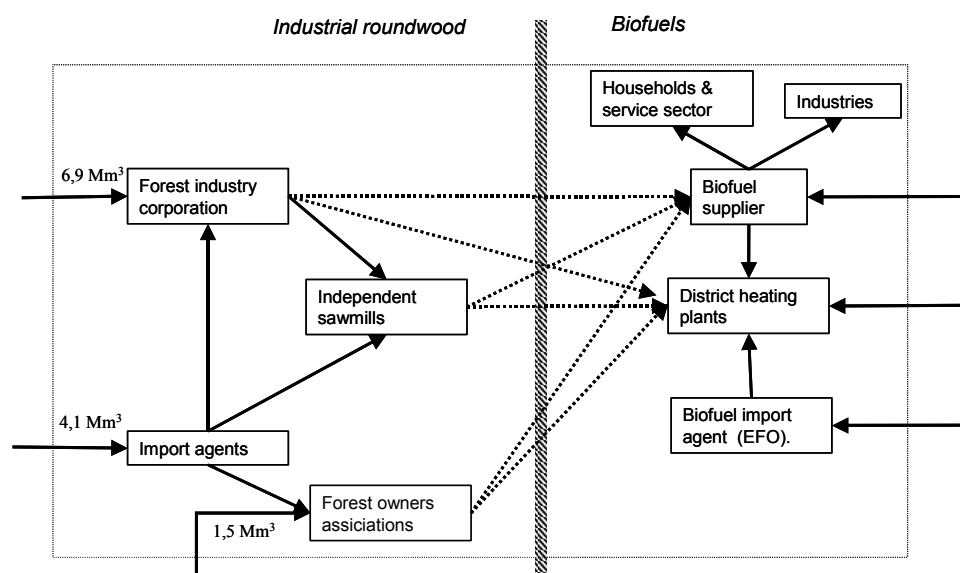 Industrial roundwood
Biofuels
Households &
service sector
Industries
6,9 Mm³
Forest industry
corporation
Biofuel
supplier
Independent
sawmills
District heating
plants
4,1 Mm³
Import agents
Biofuel import
agent (EFO).
Forest owners
assiciations
1,5 Mm³